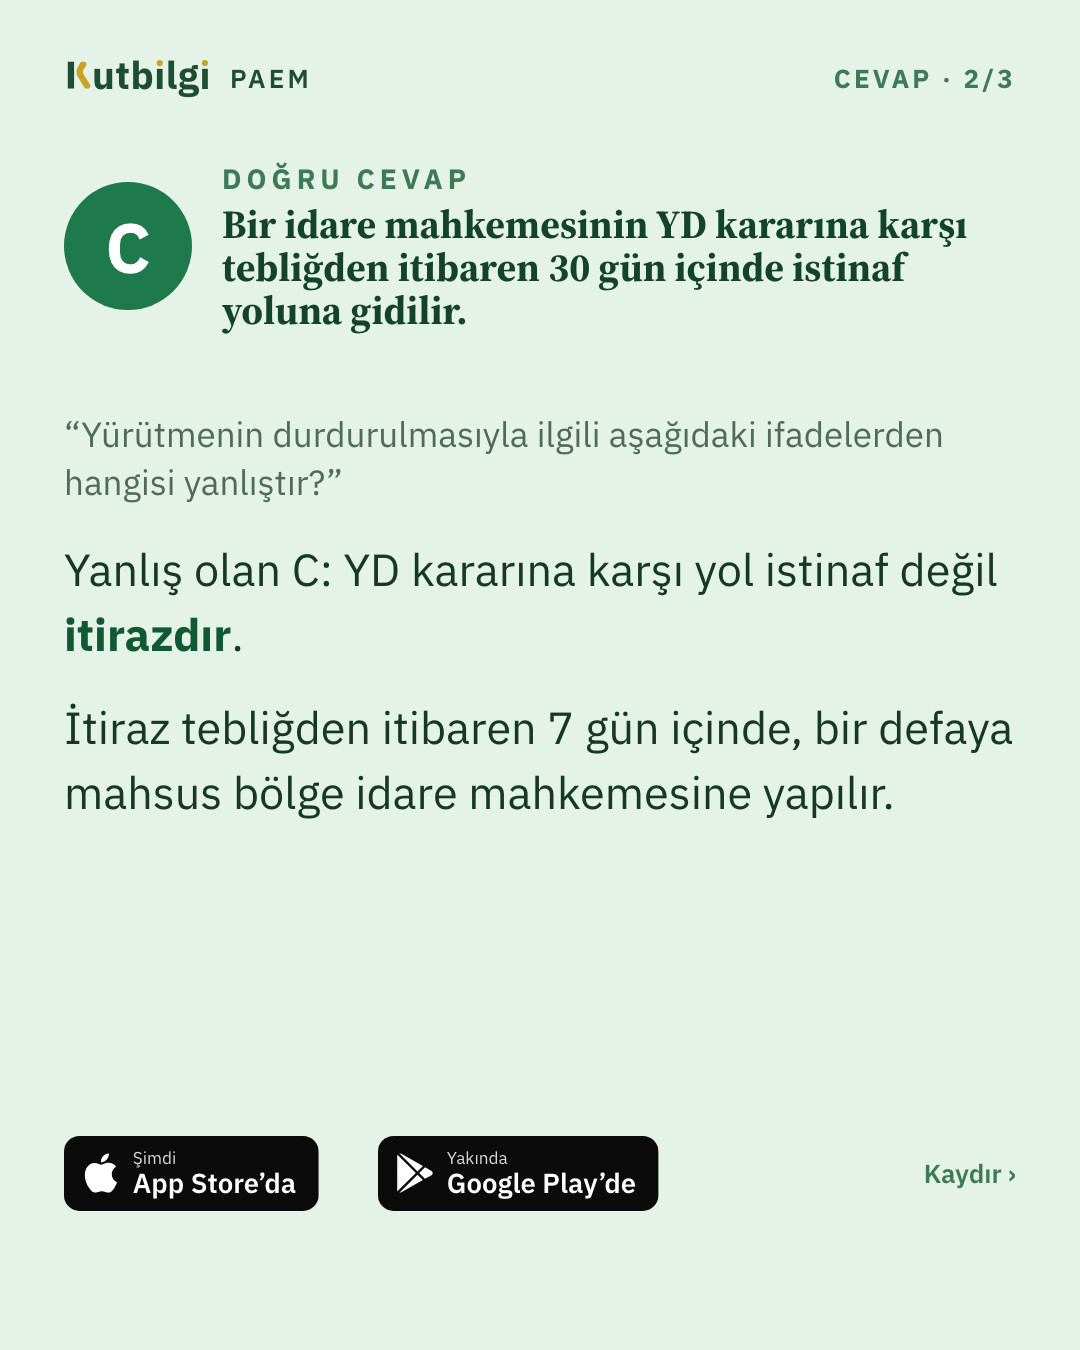 Kutbilgi PAEM
CEVAP · 2/3
C
DOĞRU CEVAP
Bir idare mahkemesinin YD kararına karşı
tebliğden itibaren 30 gün içinde istinaf
yoluna gidilir.
“Yürütmenin durdurulmasıyla ilgili aşağıdaki ifadelerden
hangisi yanlıştır?”
Yanlış olan C: YD kararına karşı yol istinaf değil
itirazdır.
İtiraz tebliğden itibaren 7 gün içinde, bir defaya
mahsus bölge idare mahkemesine yapılır.
Şimdi
App Store’da
Yakında
Google Play’de
Kaydır ›